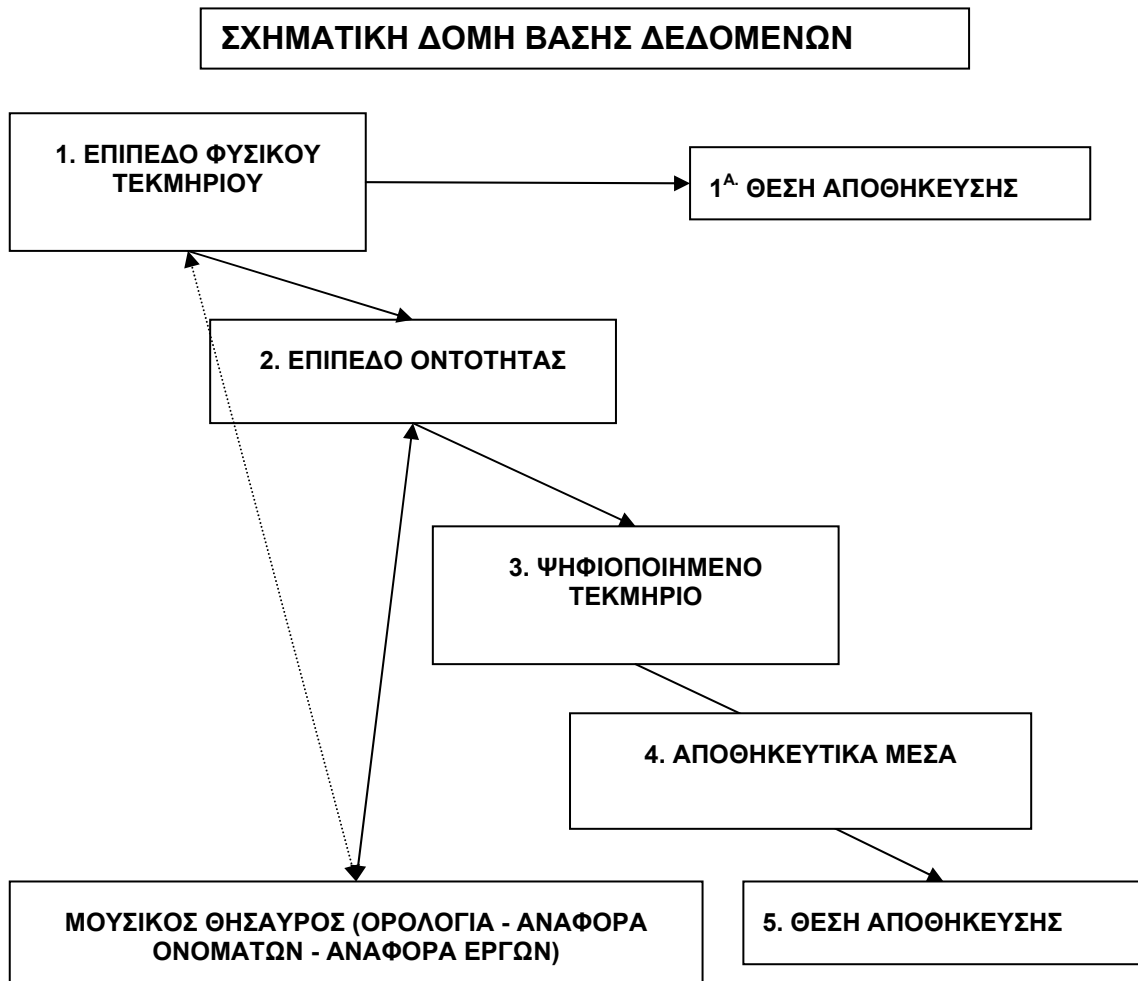 ΣΧΗΜΑΤΙΚΗ ΔΟΜΗ ΒΑΣΗΣ ΔΕΔΟΜΕΝΩΝ
1. ΕΠΙΠΕΔΟ ΦΥΣΙΚΟΥ
ΤΕΚΜΗΡΙΟΥ
1Α. ΘΕΣΗ ΑΠΟΘΗΚΕΥΣΗΣ
2. ΕΠΙΠΕΔΟ ΟΝΤΟΤΗΤΑΣ
3. ΨΗΦΙΟΠΟΙΗΜΕΝΟ
ΤΕΚΜΗΡΙΟ
4. ΑΠΟΘΗΚΕΥΤΙΚΑ ΜΕΣΑ
ΜΟΥΣΙΚΟΣ ΘΗΣΑΥΡΟΣ (ΟΡΟΛΟΓΙΑ - ΑΝΑΦΟΡΑ
ΟΝΟΜΑΤΩΝ - ΑΝΑΦΟΡΑ ΕΡΓΩΝ)
5. ΘΕΣΗ ΑΠΟΘΗΚΕΥΣΗΣ